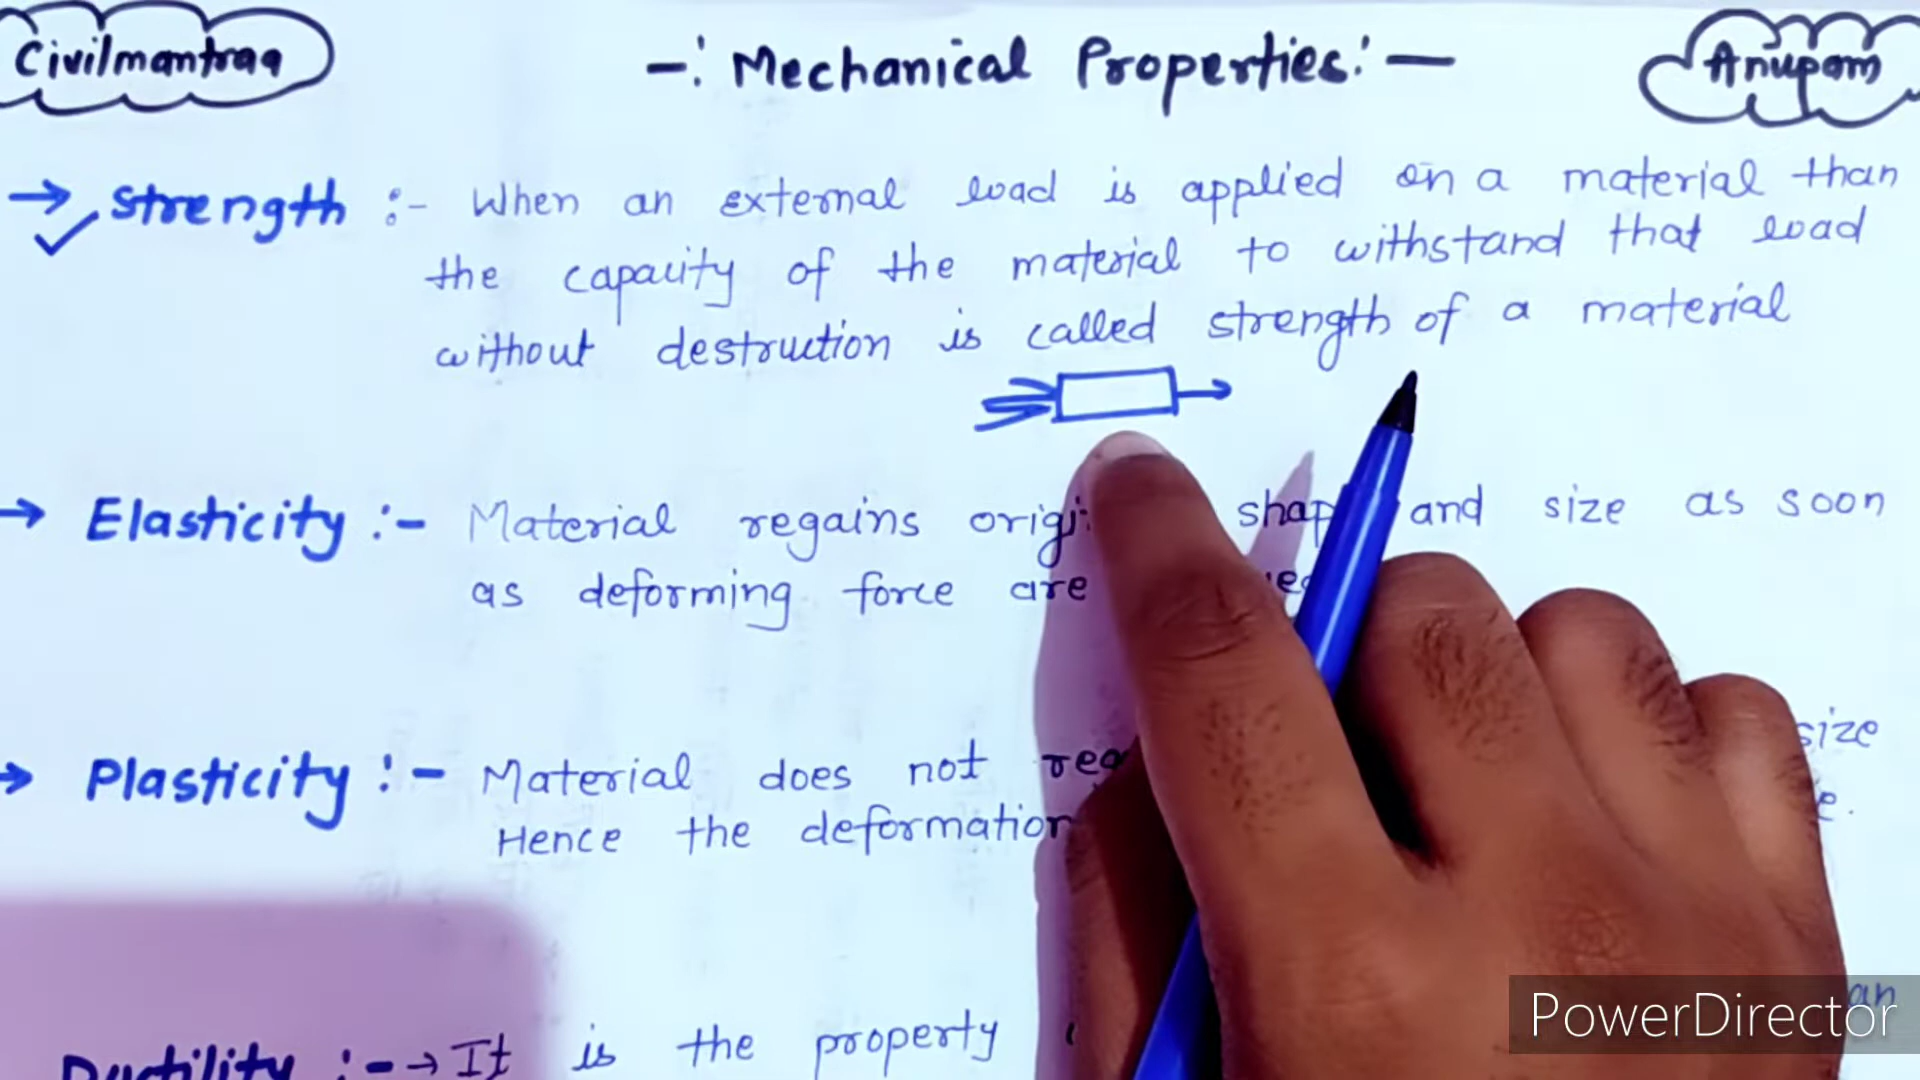 Civilmantraa
-: Mechanical Properties :-
Anupam
→ Strength :- When an external load is applied on a material than
the capacity of the material to withstand that load
without destruction is called strength of a material
→ Elasticity :- Material regains shap and size as soon
as deforming force are
→ Plasticity :- Material does not size
Hence the deformation
Ductility :- → It is the property
PowerDirector